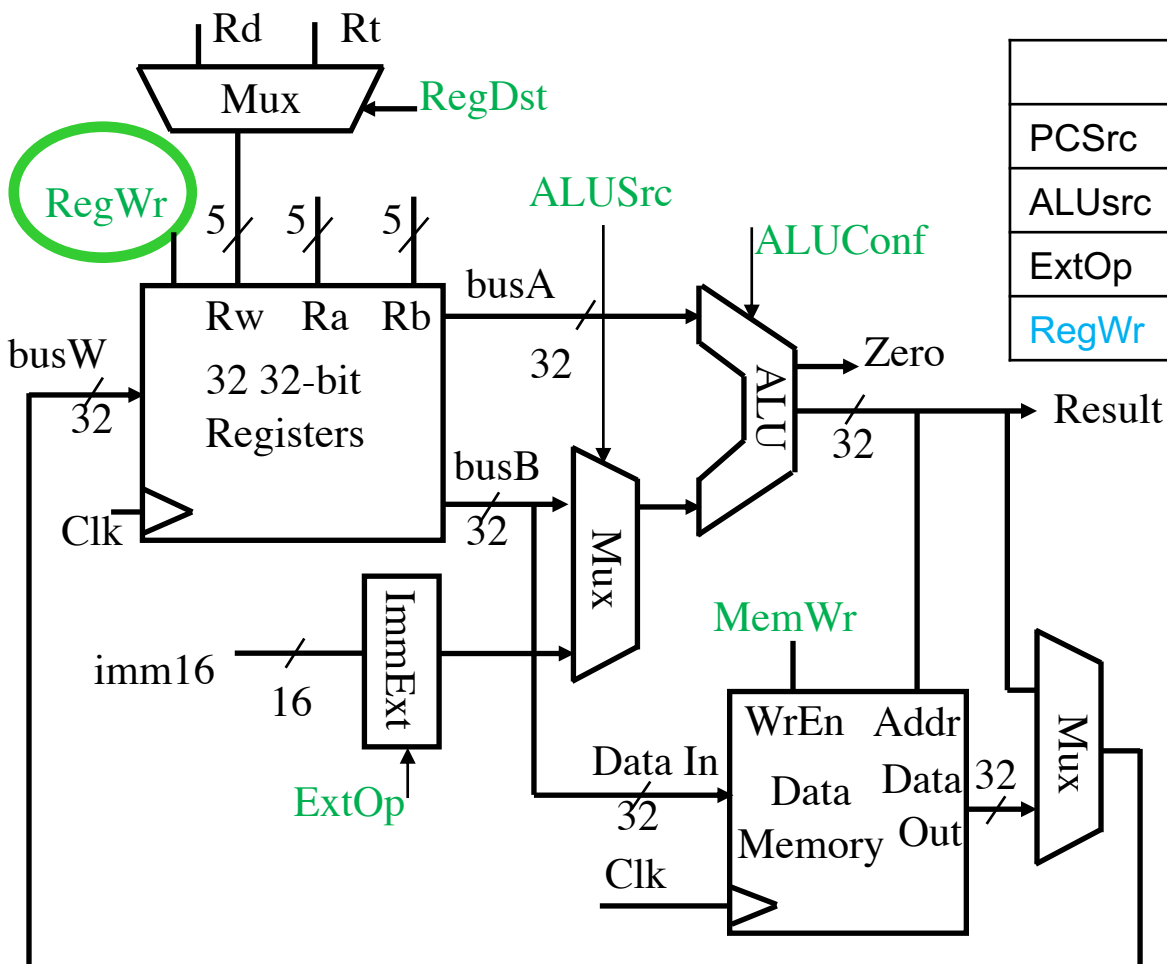 Rd Rt
Mux
RegDst
RegWr
5 5 5
ALUSrc
ALUConf
Rw Ra Rb
busA
32
busW
32
32 32-bit
Registers
Clk
busB
32
Mux
ALU
Zero
32
Result
imm16
16
ImmExt
ExtOp
MemWr
WrEn Addr
Data In
32
Data
Memory
Data
Out
32
Clk
Mux
PCSrc
ALUsrc
ExtOp
RegWr